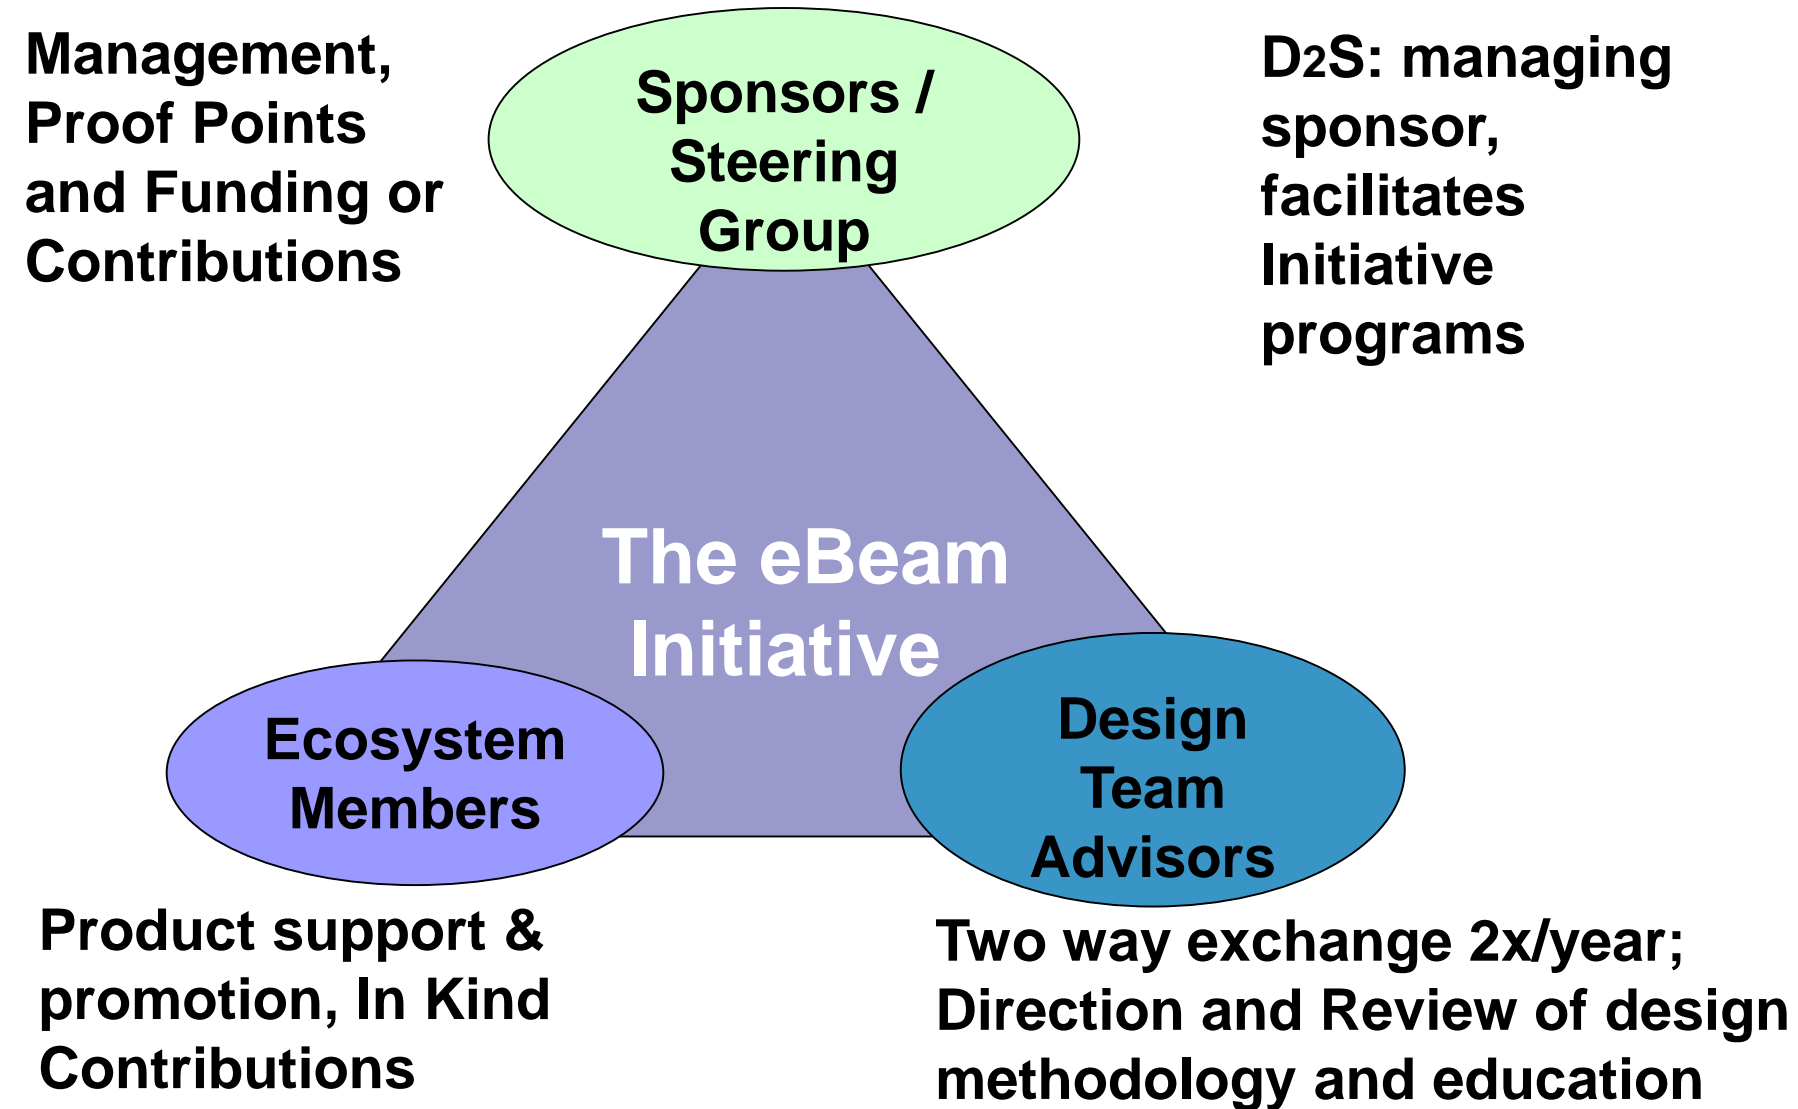 Management,
Proof Points
and Funding or
Contributions
Sponsors /
Steering
Group
D2S: managing
sponsor,
facilitates
Initiative
programs
The eBeam
Initiative
Ecosystem
Members
Design
Team
Advisors
Product support &
promotion, In Kind
Contributions
Two way exchange 2x/year;
Direction and Review of design
methodology and education